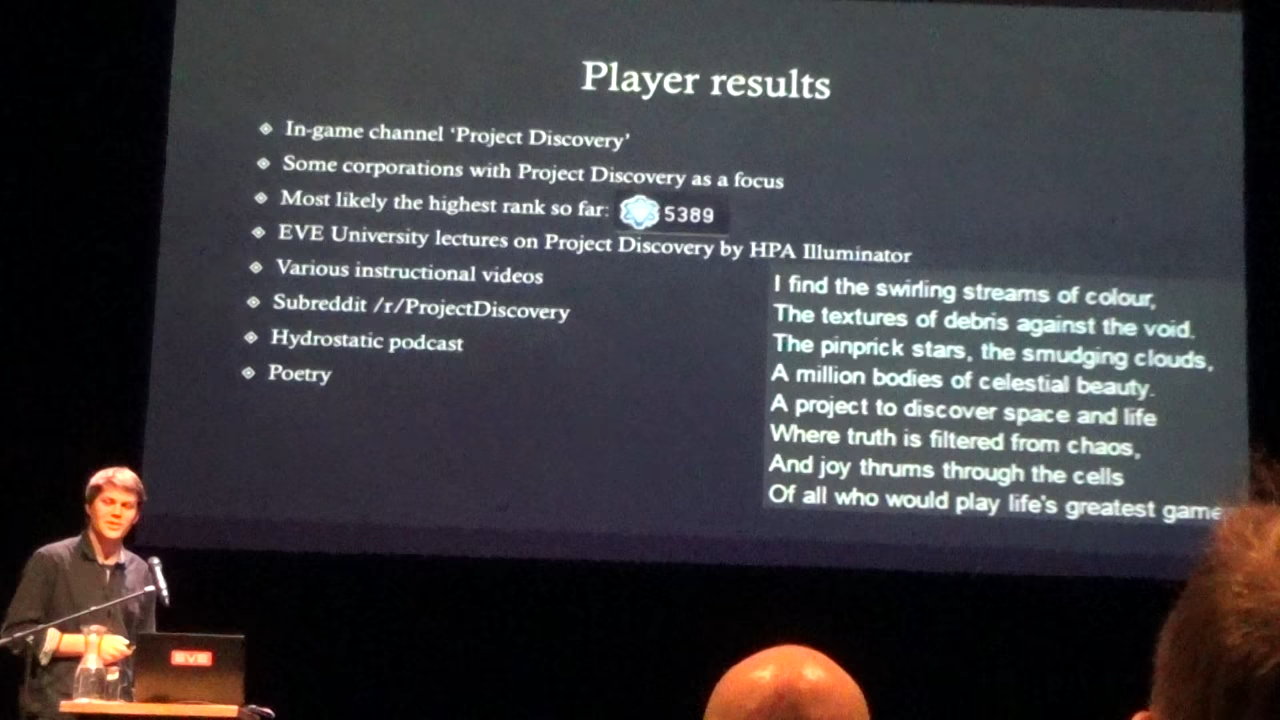 Player results
In-game channel 'Project Discovery'
Some corporations with Project Discovery as a focus
Most likely the highest rank so far: 5389
EVE University lectures on Project Discovery by HPA Illuminator
Various instructional videos
Subreddit /r/ProjectDiscovery
Hydrostatic podcast
Poetry
I find the swirling streams of colour,
The textures of debris against the void.
The pinprick stars, the smudging clouds,
A million bodies of celestial beauty.
A project to discover space and life
Where truth is filtered from chaos,
And joy thrums through the cells
Of all who would play life's greatest game
EVE